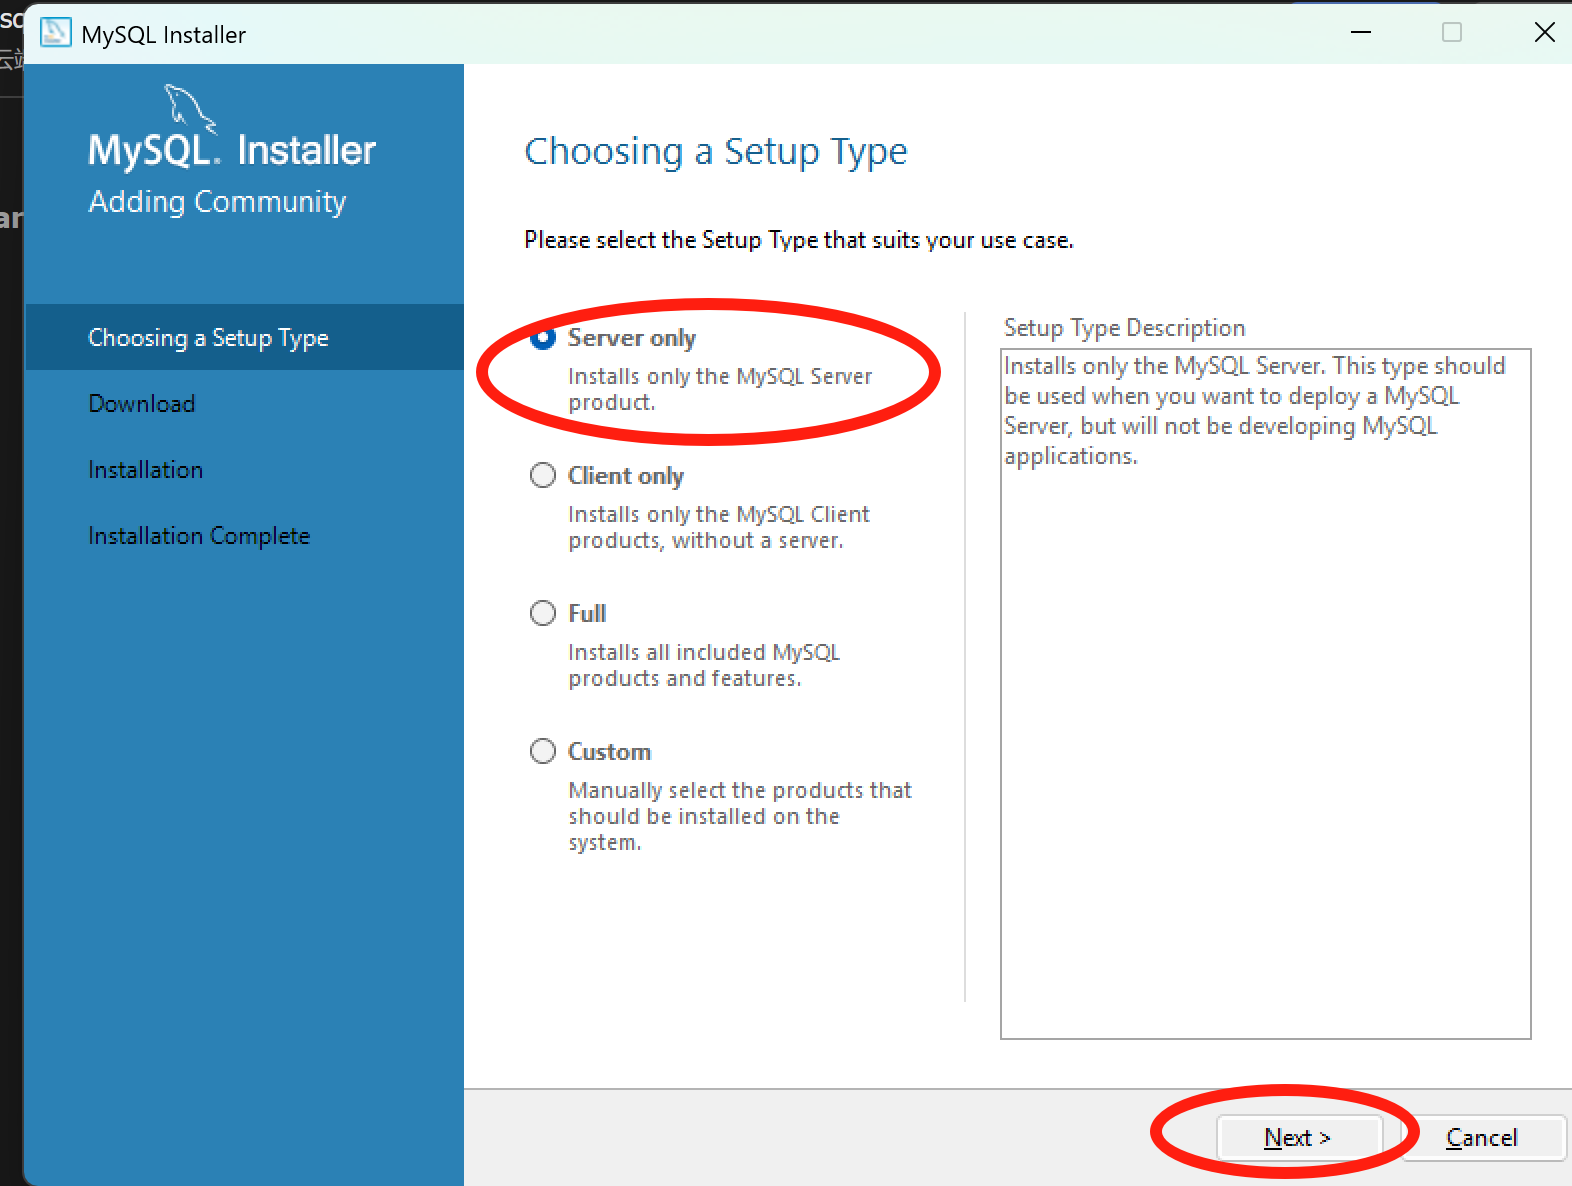 MySQL Installer
MySQL. Installer
Adding Community
Choosing a Setup Type
Download
Installation
Installation Complete
Choosing a Setup Type
Please select the Setup Type that suits your use case.
Server only
Installs only the MySQL Server
product.
Client only
Installs only the MySQL Client
products, without a server.
Full
Installs all included MySQL
products and features.
Custom
Manually select the products that
should be installed on the
system.
Setup Type Description
Installs only the MySQL Server. This type should
be used when you want to deploy a MySQL
Server, but will not be developing MySQL
applications.
Next >
Cancel